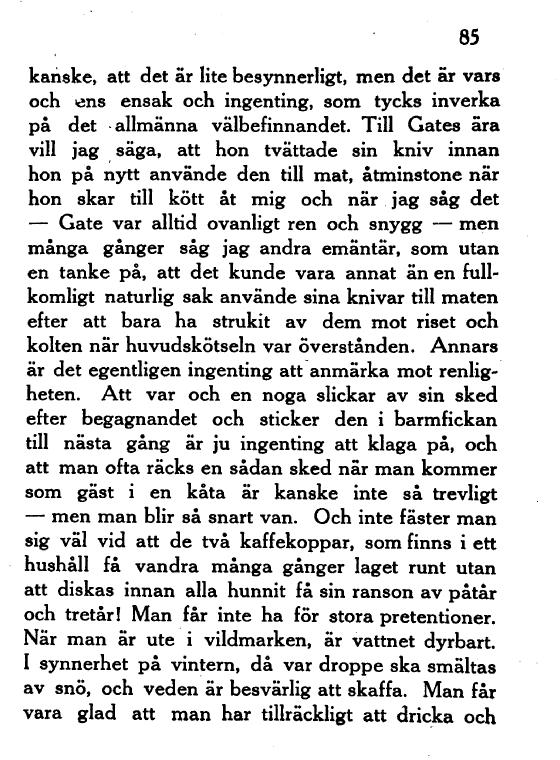 85
kanske, att det är lite besynnerligt, men det är vars
och ens ensak och ingenting, som tycks inverka
på det allmänna välbefinnandet. Till Gates ära
vill jag säga, att hon tvättade sin kniv innan
hon på nytt använde den till mat, åtminstone när
hon skar till kött åt mig och när jag såg det
— Gate var alltid ovanligt ren och snygg — men
många gånger såg jag andra emäntär, som utan
en tanke på, att det kunde vara annat än en full-
komligt naturlig sak använde sina knivar till maten
efter att bara ha strukit av dem mot riset och
kolten när huvudskötseln var överstånden. Annars
är det egentligen ingenting att anmärka mot renlig-
heten. Att var och en noga slickar av sin sked
efter begagnandet och sticker den i barmfickan
till nästa gång är ju ingenting att klaga på, och
att man ofta räcks en sådan sked när man kommer
som gäst i en kåta är kanske inte så trevligt
— men man blir så snart van. Och inte fäster man
sig väl vid att de två kaffekoppar, som finns i ett
hushåll få vandra många gånger laget runt utan
att diskas innan alla hunnit få sin ranson av påtår
och tretår! Man får inte ha för stora pretentioner.
När man är ute i vildmarken, är vattnet dyrbart.
I synnerhet på vintern, då var droppe ska smältas
av snö, och veden är besvärlig att skaffa. Man får
vara glad att man har tillräckligt att dricka och